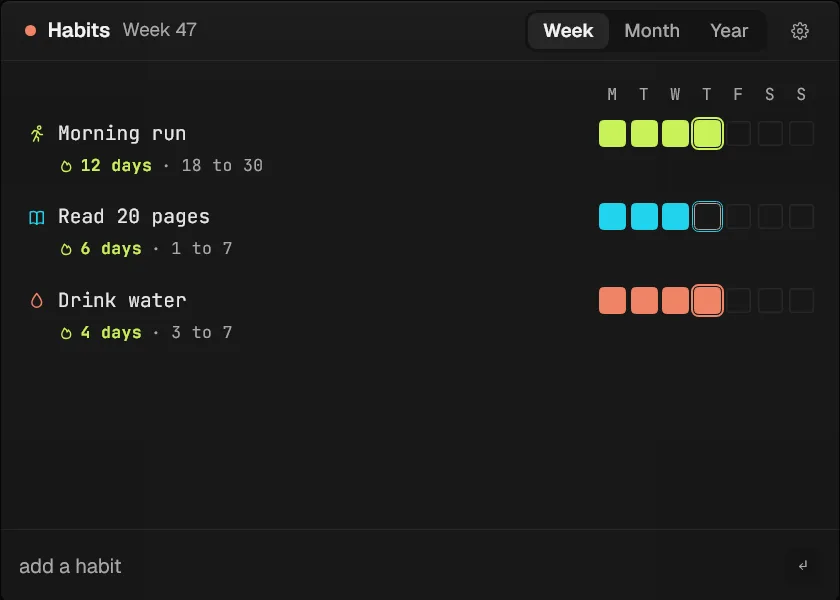 Habits Week 47 Week Month Year
M T W T F S S
Morning run
12 days · 18 to 30
Read 20 pages
6 days · 1 to 7
Drink water
4 days · 3 to 7
add a habit